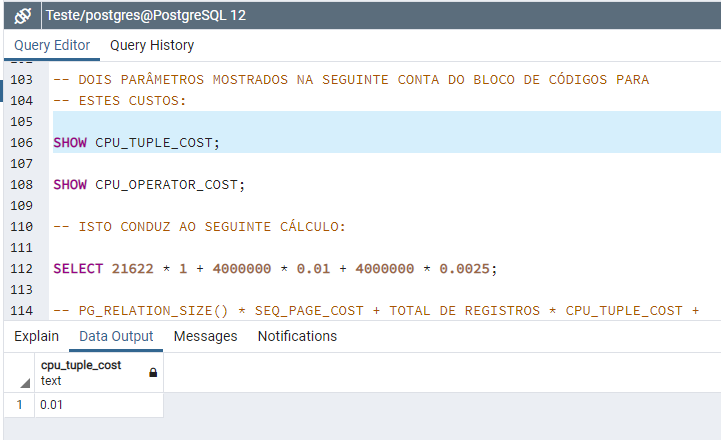 Teste/postgres@PostgreSQL 12
Query Editor Query History
103 -- DOIS PARÂMETROS MOSTRADOS NA SEGUINTE CONTA DO BLOCO DE CÓDIGOS PARA
104 -- ESTES CUSTOS:
105
106 SHOW CPU_TUPLE_COST;
107
108 SHOW CPU_OPERATOR_COST;
109
110 -- ISTO CONDUZ AO SEGUINTE CÁLCULO:
111
112 SELECT 21622 * 1 + 4000000 * 0.01 + 4000000 * 0.0025;
113
114 -- PG_RELATION_SIZE() * SEQ_PAGE_COST + TOTAL DE REGISTROS * CPU_TUPLE_COST +
Explain Data Output Messages Notifications
cpu_tuple_cost
text
1 0.01